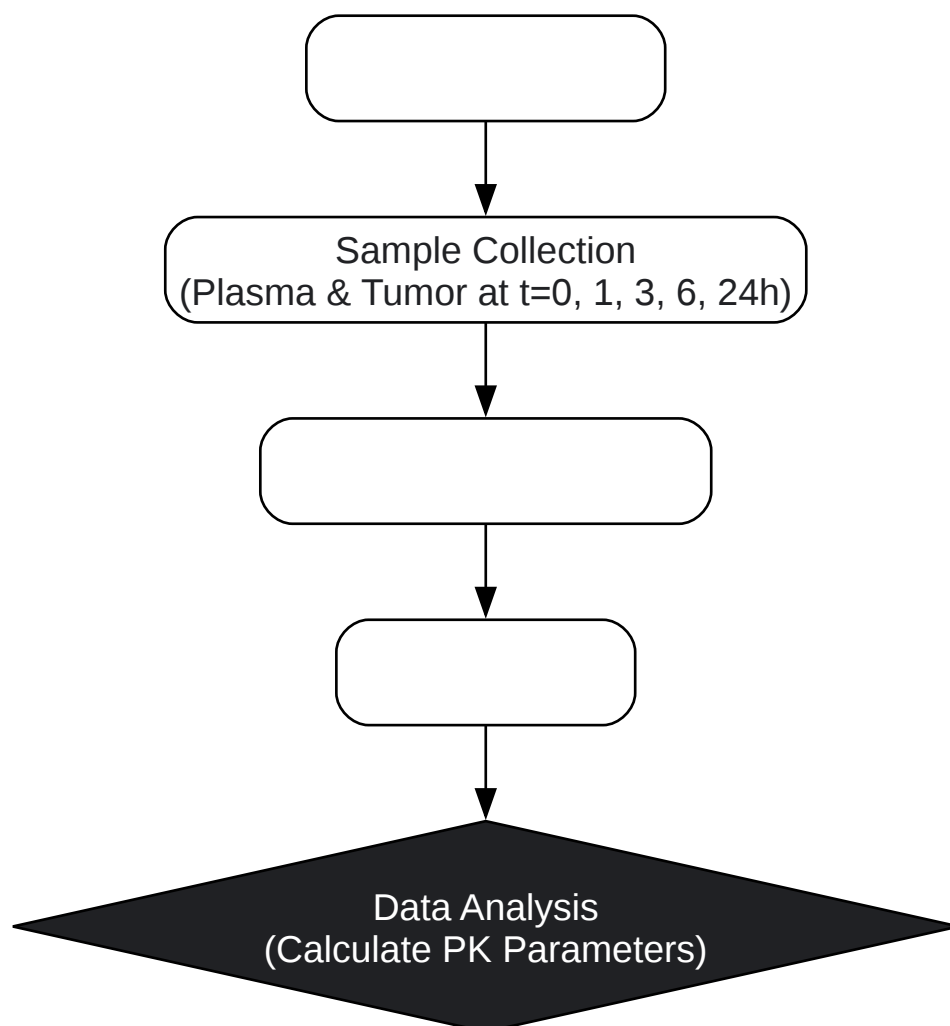 Sample Collection
(Plasma & Tumor at t=0, 1, 3, 6, 24h)
Data Analysis
(Calculate PK Parameters)